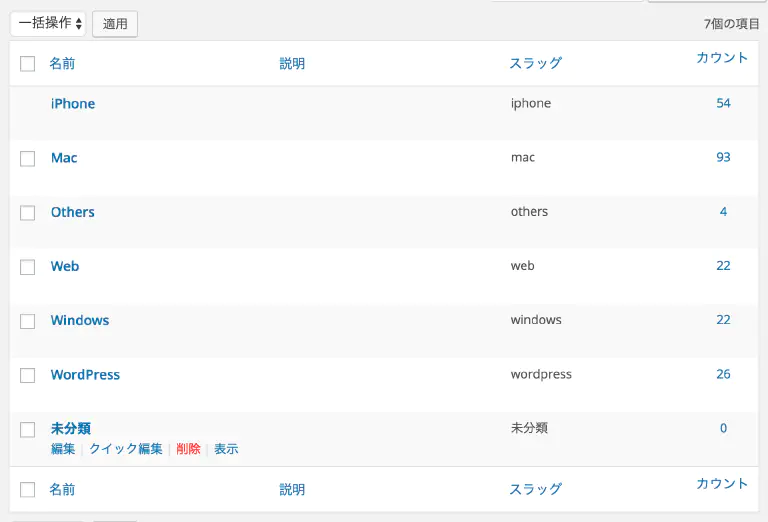 一括操作 適用 7個の項目
名前 説明 スラッグ カウント
iPhone iphone 54
Mac mac 93
Others others 4
Web web 22
Windows windows 22
WordPress wordpress 26
未分類 未分類 0
編集 | クイック編集 | 削除 | 表示
名前 説明 スラッグ カウント